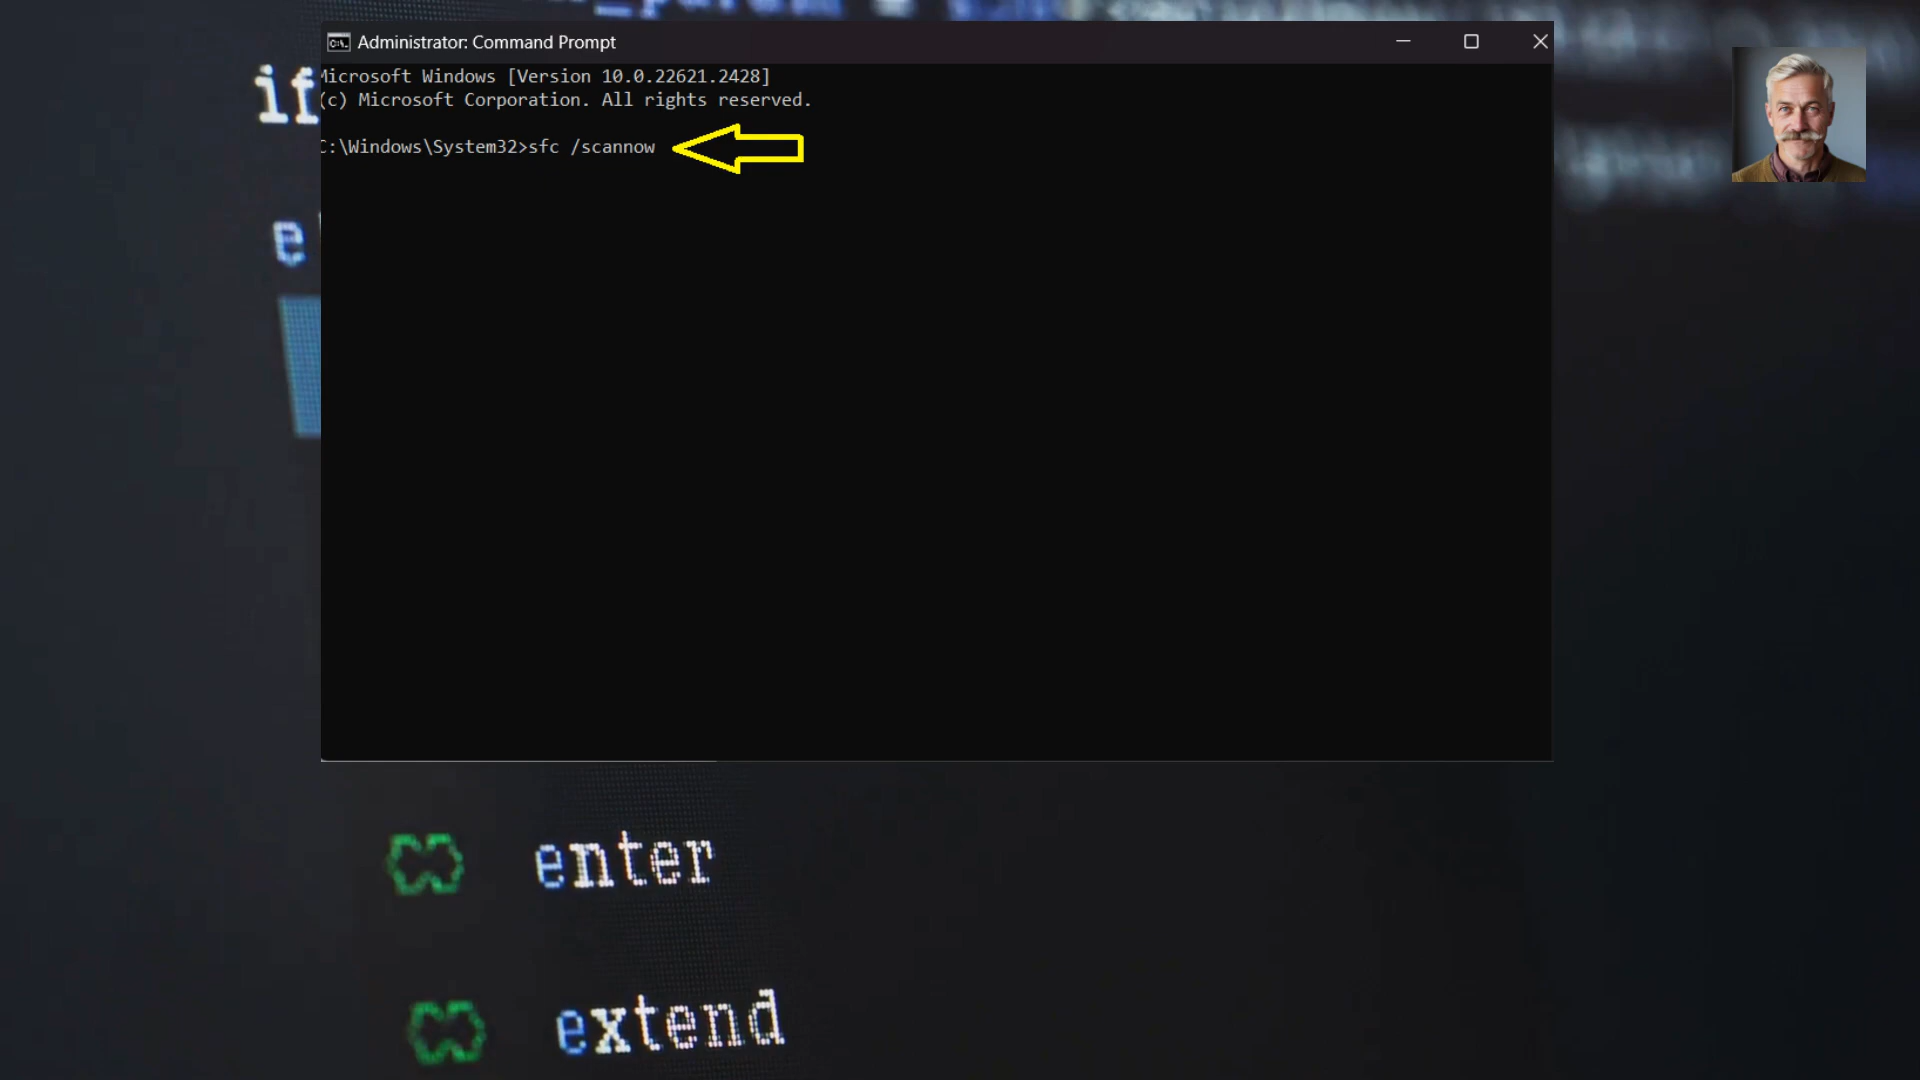 Administrator: Command Prompt
Microsoft Windows [Version 10.0.22621.2428]
(c) Microsoft Corporation. All rights reserved.
C:\Windows\System32>sfc /scannow
if
enter
extend